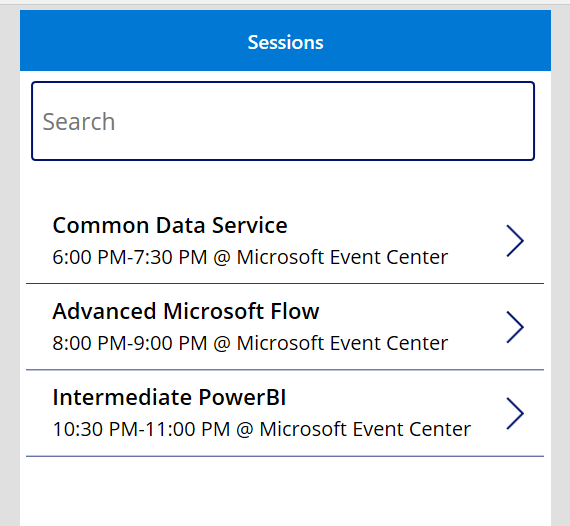 Sessions
Search
Common Data Service
6:00 PM-7:30 PM @ Microsoft Event Center
Advanced Microsoft Flow
8:00 PM-9:00 PM @ Microsoft Event Center
Intermediate PowerBI
10:30 PM-11:00 PM @ Microsoft Event Center